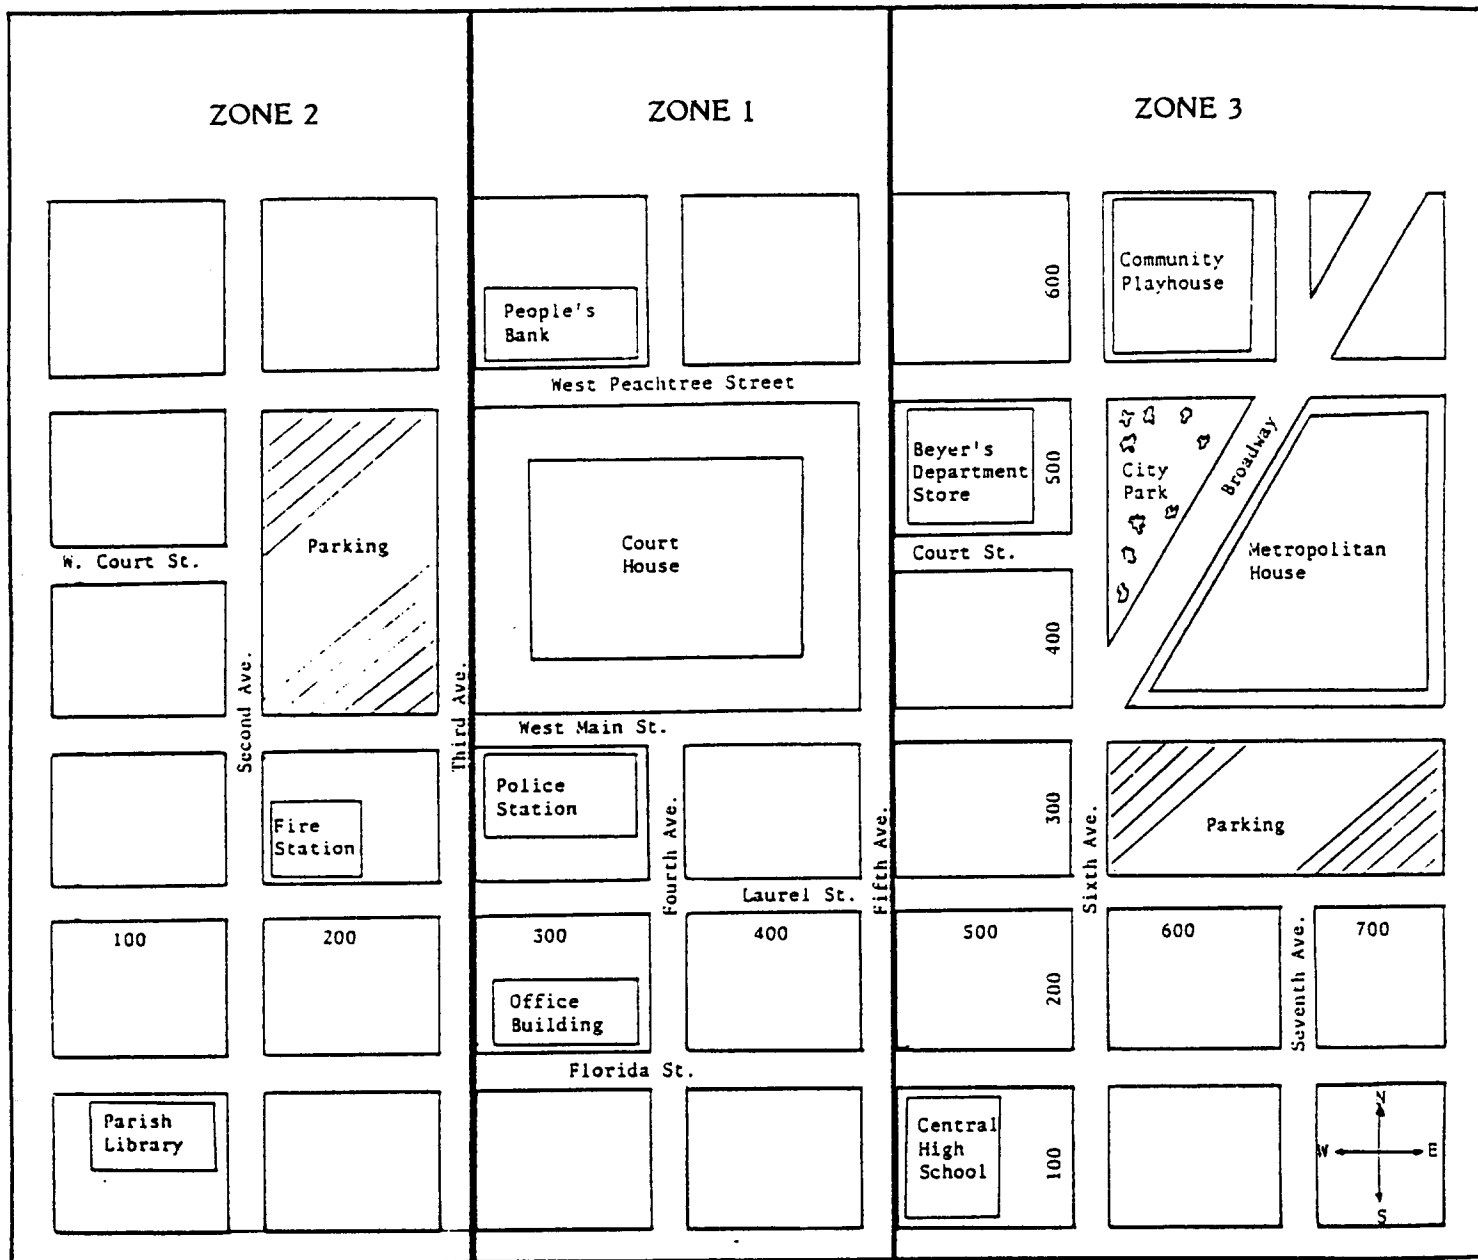 ZONE 2
ZONE 1
ZONE 3
People's
Bank
600
Community
Playhouse
West Peachtree Street
Parking
Court
House
Beyer's
Department
Store
500
City
Park
Broadway
Metropolitan
House
W. Court St.
Court St.
400
Second Ave.
Third Ave.
West Main St.
Fire
Station
Police
Station
Fourth Ave.
Fifth Ave.
300
Sixth Ave.
Parking
Laurel St.
100
200
300
400
500
600
700
Office
Building
200
Seventh Ave.
Florida St.
Parish
Library
Central
High
School
100
N
W
E
S